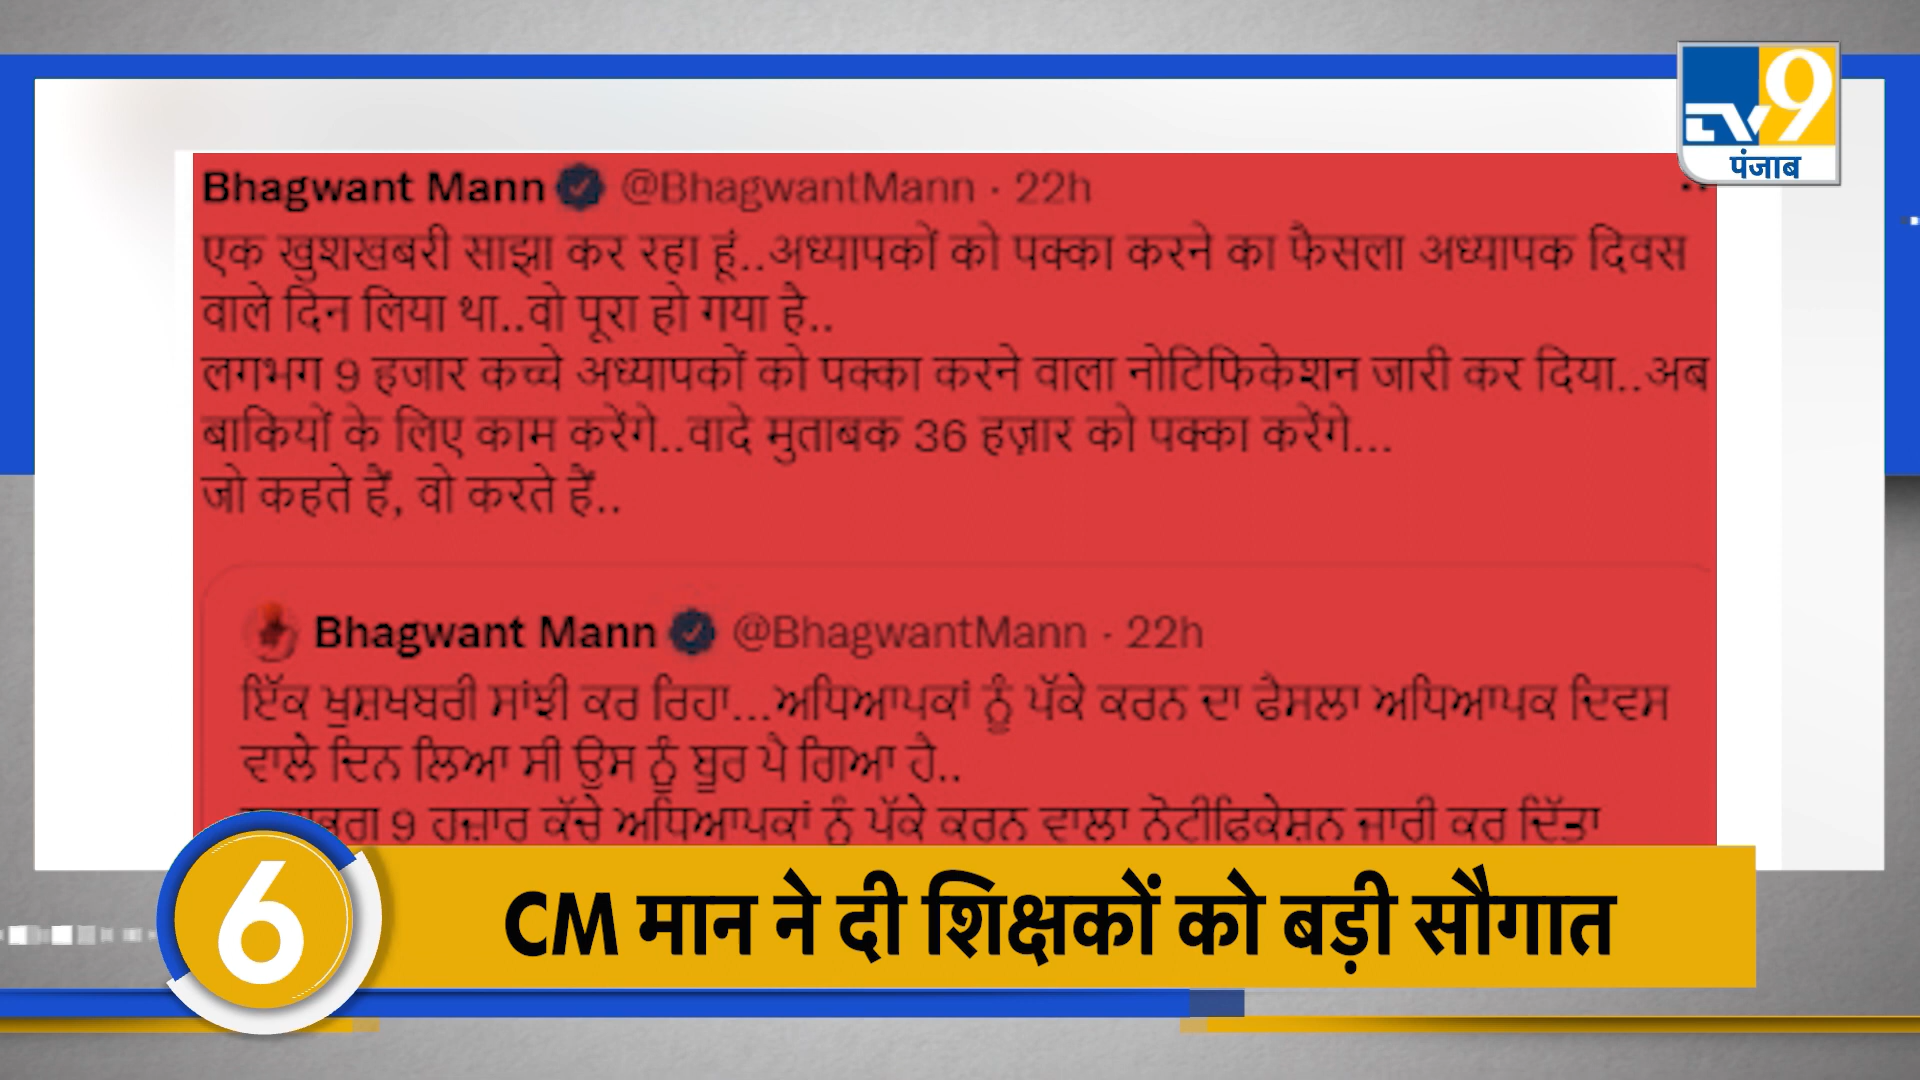 TV9
पंजाब
Bhagwant Mann @BhagwantMann · 22h
एक खुशखबरी साझा कर रहा हूं..अध्यापकों को पक्का करने का फैसला अध्यापक दिवस
वाले दिन लिया था..वो पूरा हो गया है..
लगभग 9 हजार कच्चे अध्यापकों को पक्का करने वाला नोटिफिकेशन जारी कर दिया..अब
बाकियों के लिए काम करेंगे..वादे मुताबक 36 हज़ार को पक्का करेंगे...
जो कहते हैं, वो करते हैं..
Bhagwant Mann @BhagwantMann · 22h
ਇੱਕ ਖੁਸ਼ਖਬਰੀ ਸਾਂਝੀ ਕਰ ਰਿਹਾ...ਅਧਿਆਪਕਾਂ ਨੂੰ ਪੱਕੇ ਕਰਨ ਦਾ ਫੈਸਲਾ ਅਧਿਆਪਕ ਦਿਵਸ
ਵਾਲੇ ਦਿਨ ਲਿਆ ਸੀ ਉਸ ਨੂੰ ਬੂਰ ਪੈ ਗਿਆ ਹੈ..
9 ਹਜ਼ਾਰ ਕੱਚੇ ਅਧਿਆਪਕਾਂ ਨੂੰ ਪੱਕੇ ਕਰਨ ਵਾਲਾ ਨੋਟੀਫਿਕੇਸ਼ਨ ਜਾਰੀ ਕਰ ਦਿੱਤਾ
6
CM मान ने दी शिक्षकों को बड़ी सौगात